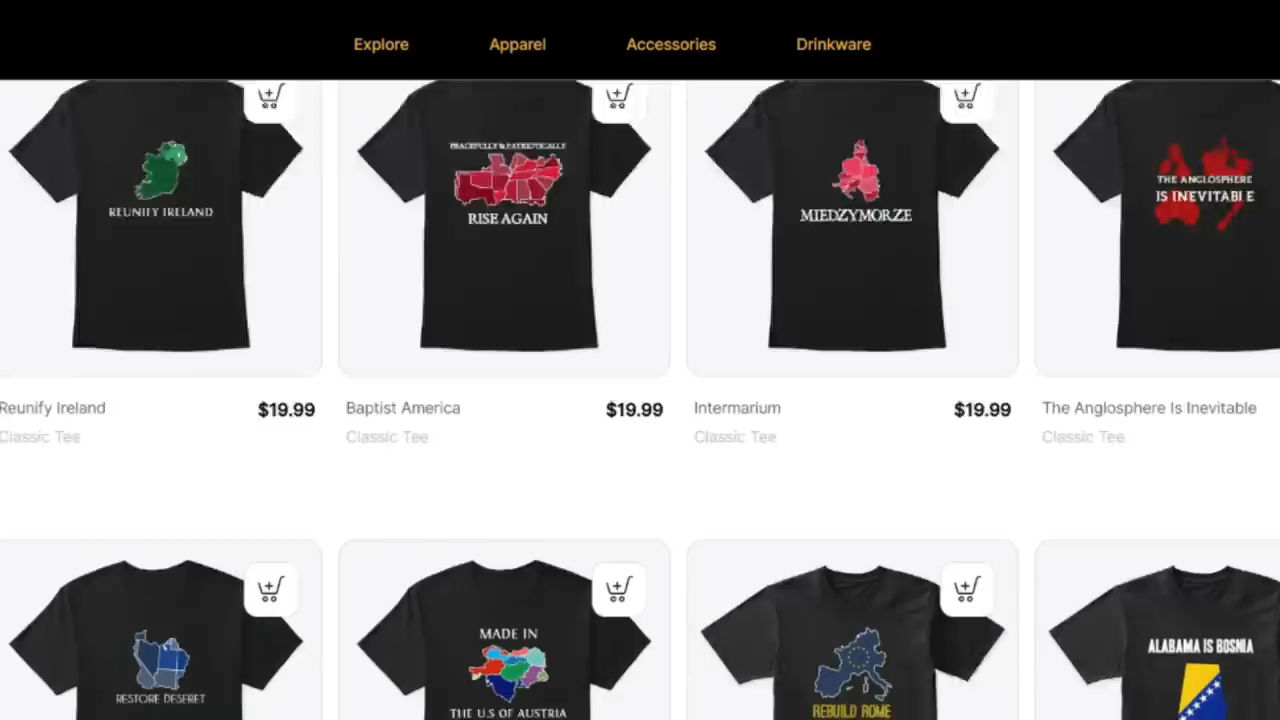 Explore Apparel Accessories Drinkware
REUNIFY IRELAND
PEACEFULLY & PATRIOTICALLY
RISE AGAIN
MIEDZYMORZE
THE ANGLOSPHERE
IS INEVITABLE
Reunify Ireland $19.99
Classic Tee
Baptist America $19.99
Classic Tee
Intermarium $19.99
Classic Tee
The Anglosphere Is Inevitable
Classic Tee
RESTORE DESERET
MADE IN
THE U.S OF AUSTRIA
REBUILD ROME
ALABAMA IS BOSNIA